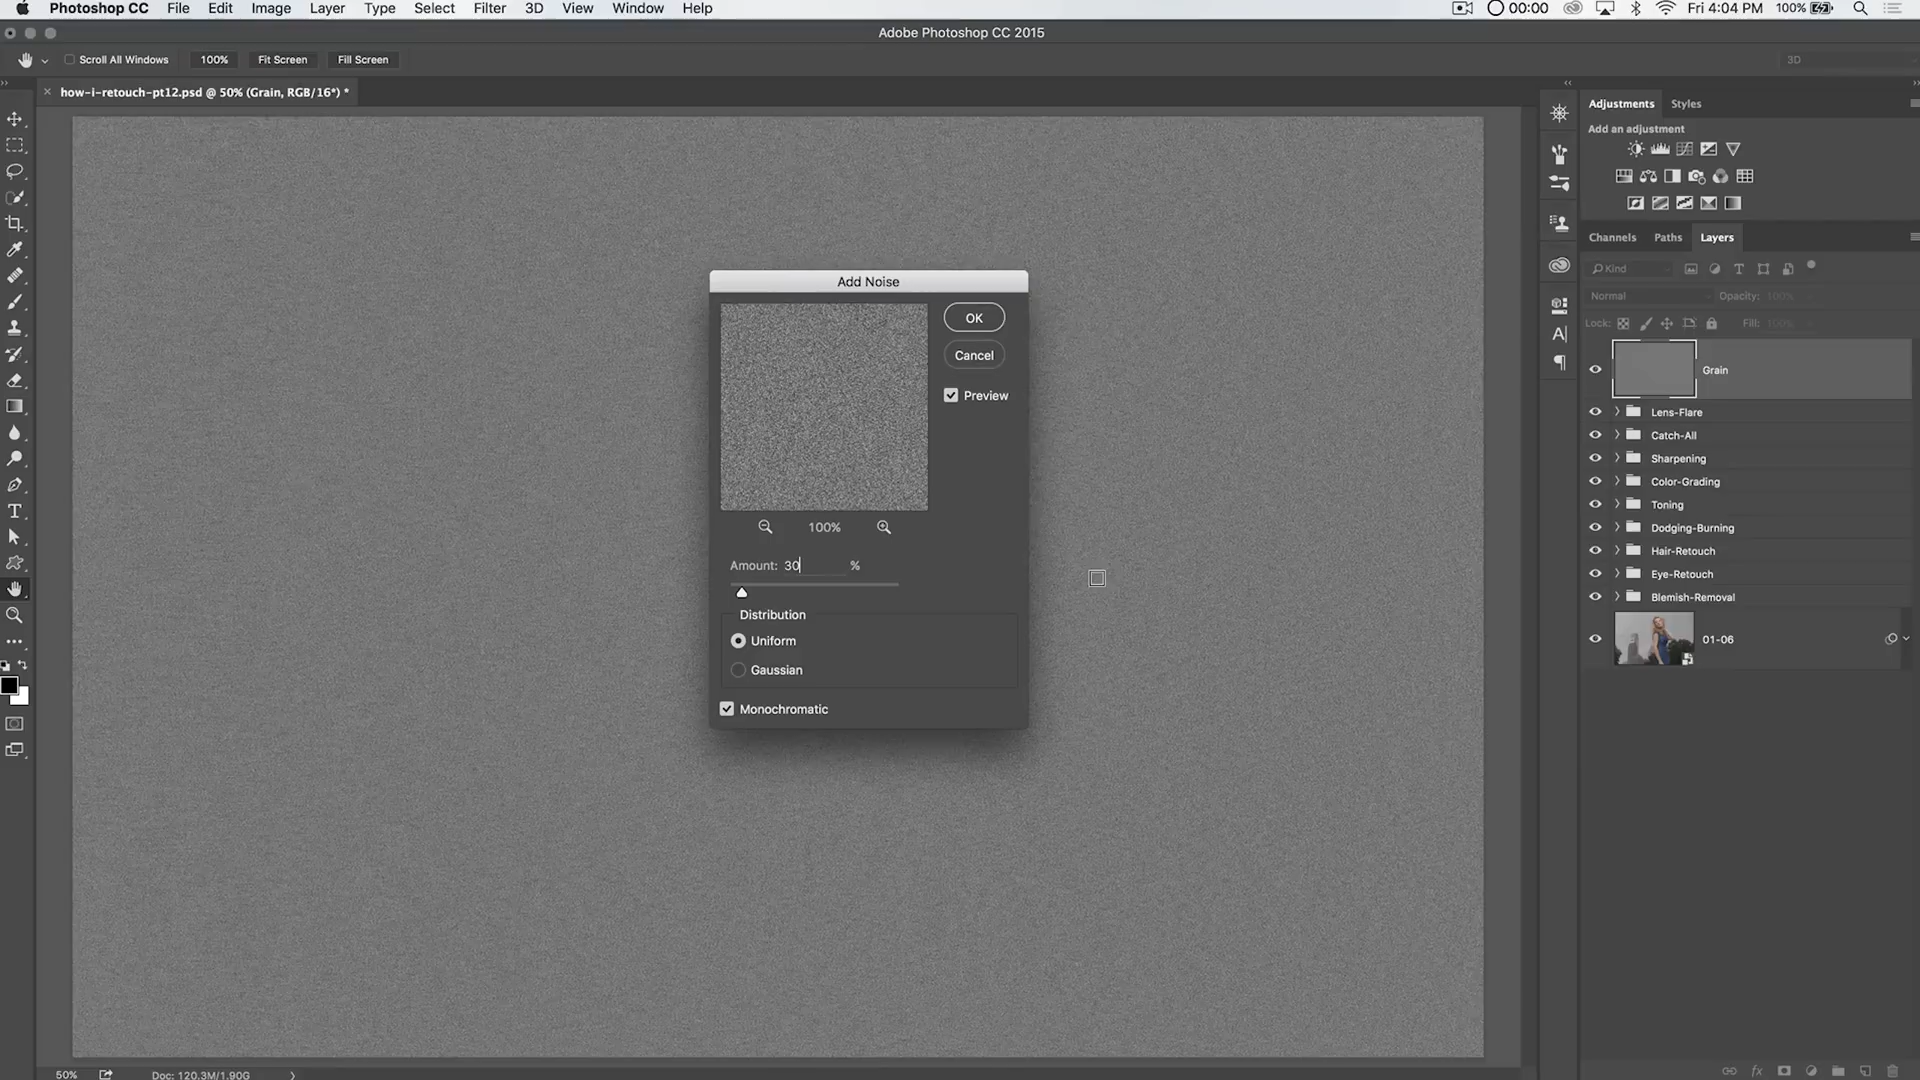 Photoshop CC File Edit Image Layer Type Select Filter 3D View Window Help 00:00 Fri 4:04 PM 100%
Adobe Photoshop CC 2015
Scroll All Windows 100% Fit Screen Fill Screen 3D
how-i-retouch-pt12.psd @ 50% (Grain, RGB/16*) *
Adjustments Styles
Add an adjustment
Channels Paths Layers
Kind
Normal Opacity: 100%
Lock: Fill: 100%
Grain
Lens-Flare
Catch-All
Sharpening
Color-Grading
Toning
Dodging-Burning
Hair-Retouch
Eye-Retouch
Blemish-Removal
01-06
Add Noise
OK
Cancel
Preview
100%
Amount: 30 %
Distribution
Uniform
Gaussian
Monochromatic
50% Doc: 120.3M/1.90G